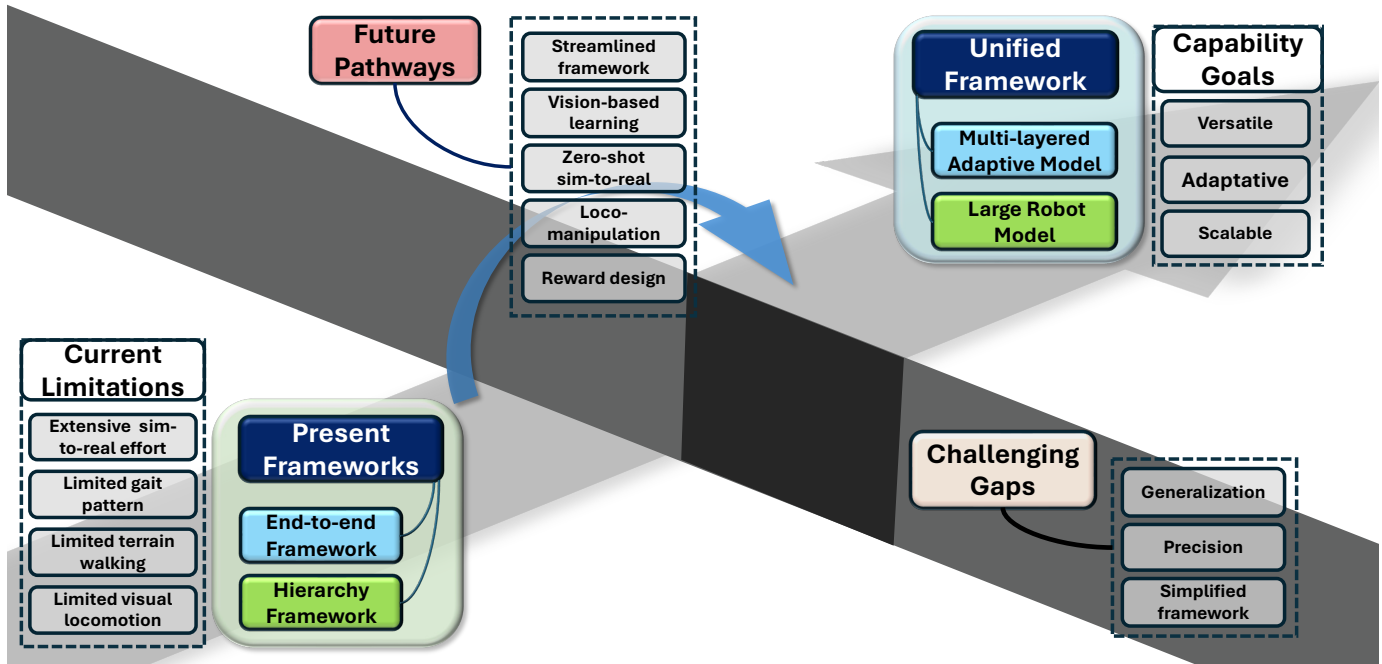 Future
Pathways
Streamlined
framework
Vision-based
learning
Zero-shot
sim-to-real
Loco-
manipulation
Reward design
Unified
Framework
Multi-layered
Adaptive Model
Large Robot
Model
Capability
Goals
Versatile
Adaptative
Scalable
Current
Limitations
Extensive sim-
to-real effort
Limited gait
pattern
Limited terrain
walking
Limited visual
locomotion
Present
Frameworks
End-to-end
Framework
Hierarchy
Framework
Challenging
Gaps
Generalization
Precision
Simplified
framework